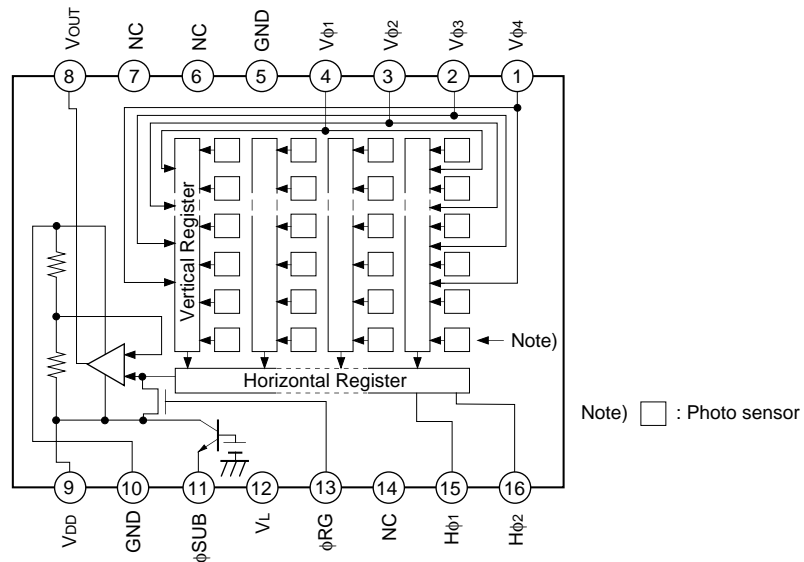 VOUT
NC
NC
GND
Vϕ1
Vϕ2
Vϕ3
Vϕ4
8
7
6
5
4
3
2
1
Vertical Register
Note)
Horizontal Register
Note) : Photo sensor
9
10
11
12
13
14
15
16
VDD
GND
ϕSUB
VL
ϕRG
NC
Hϕ1
Hϕ2